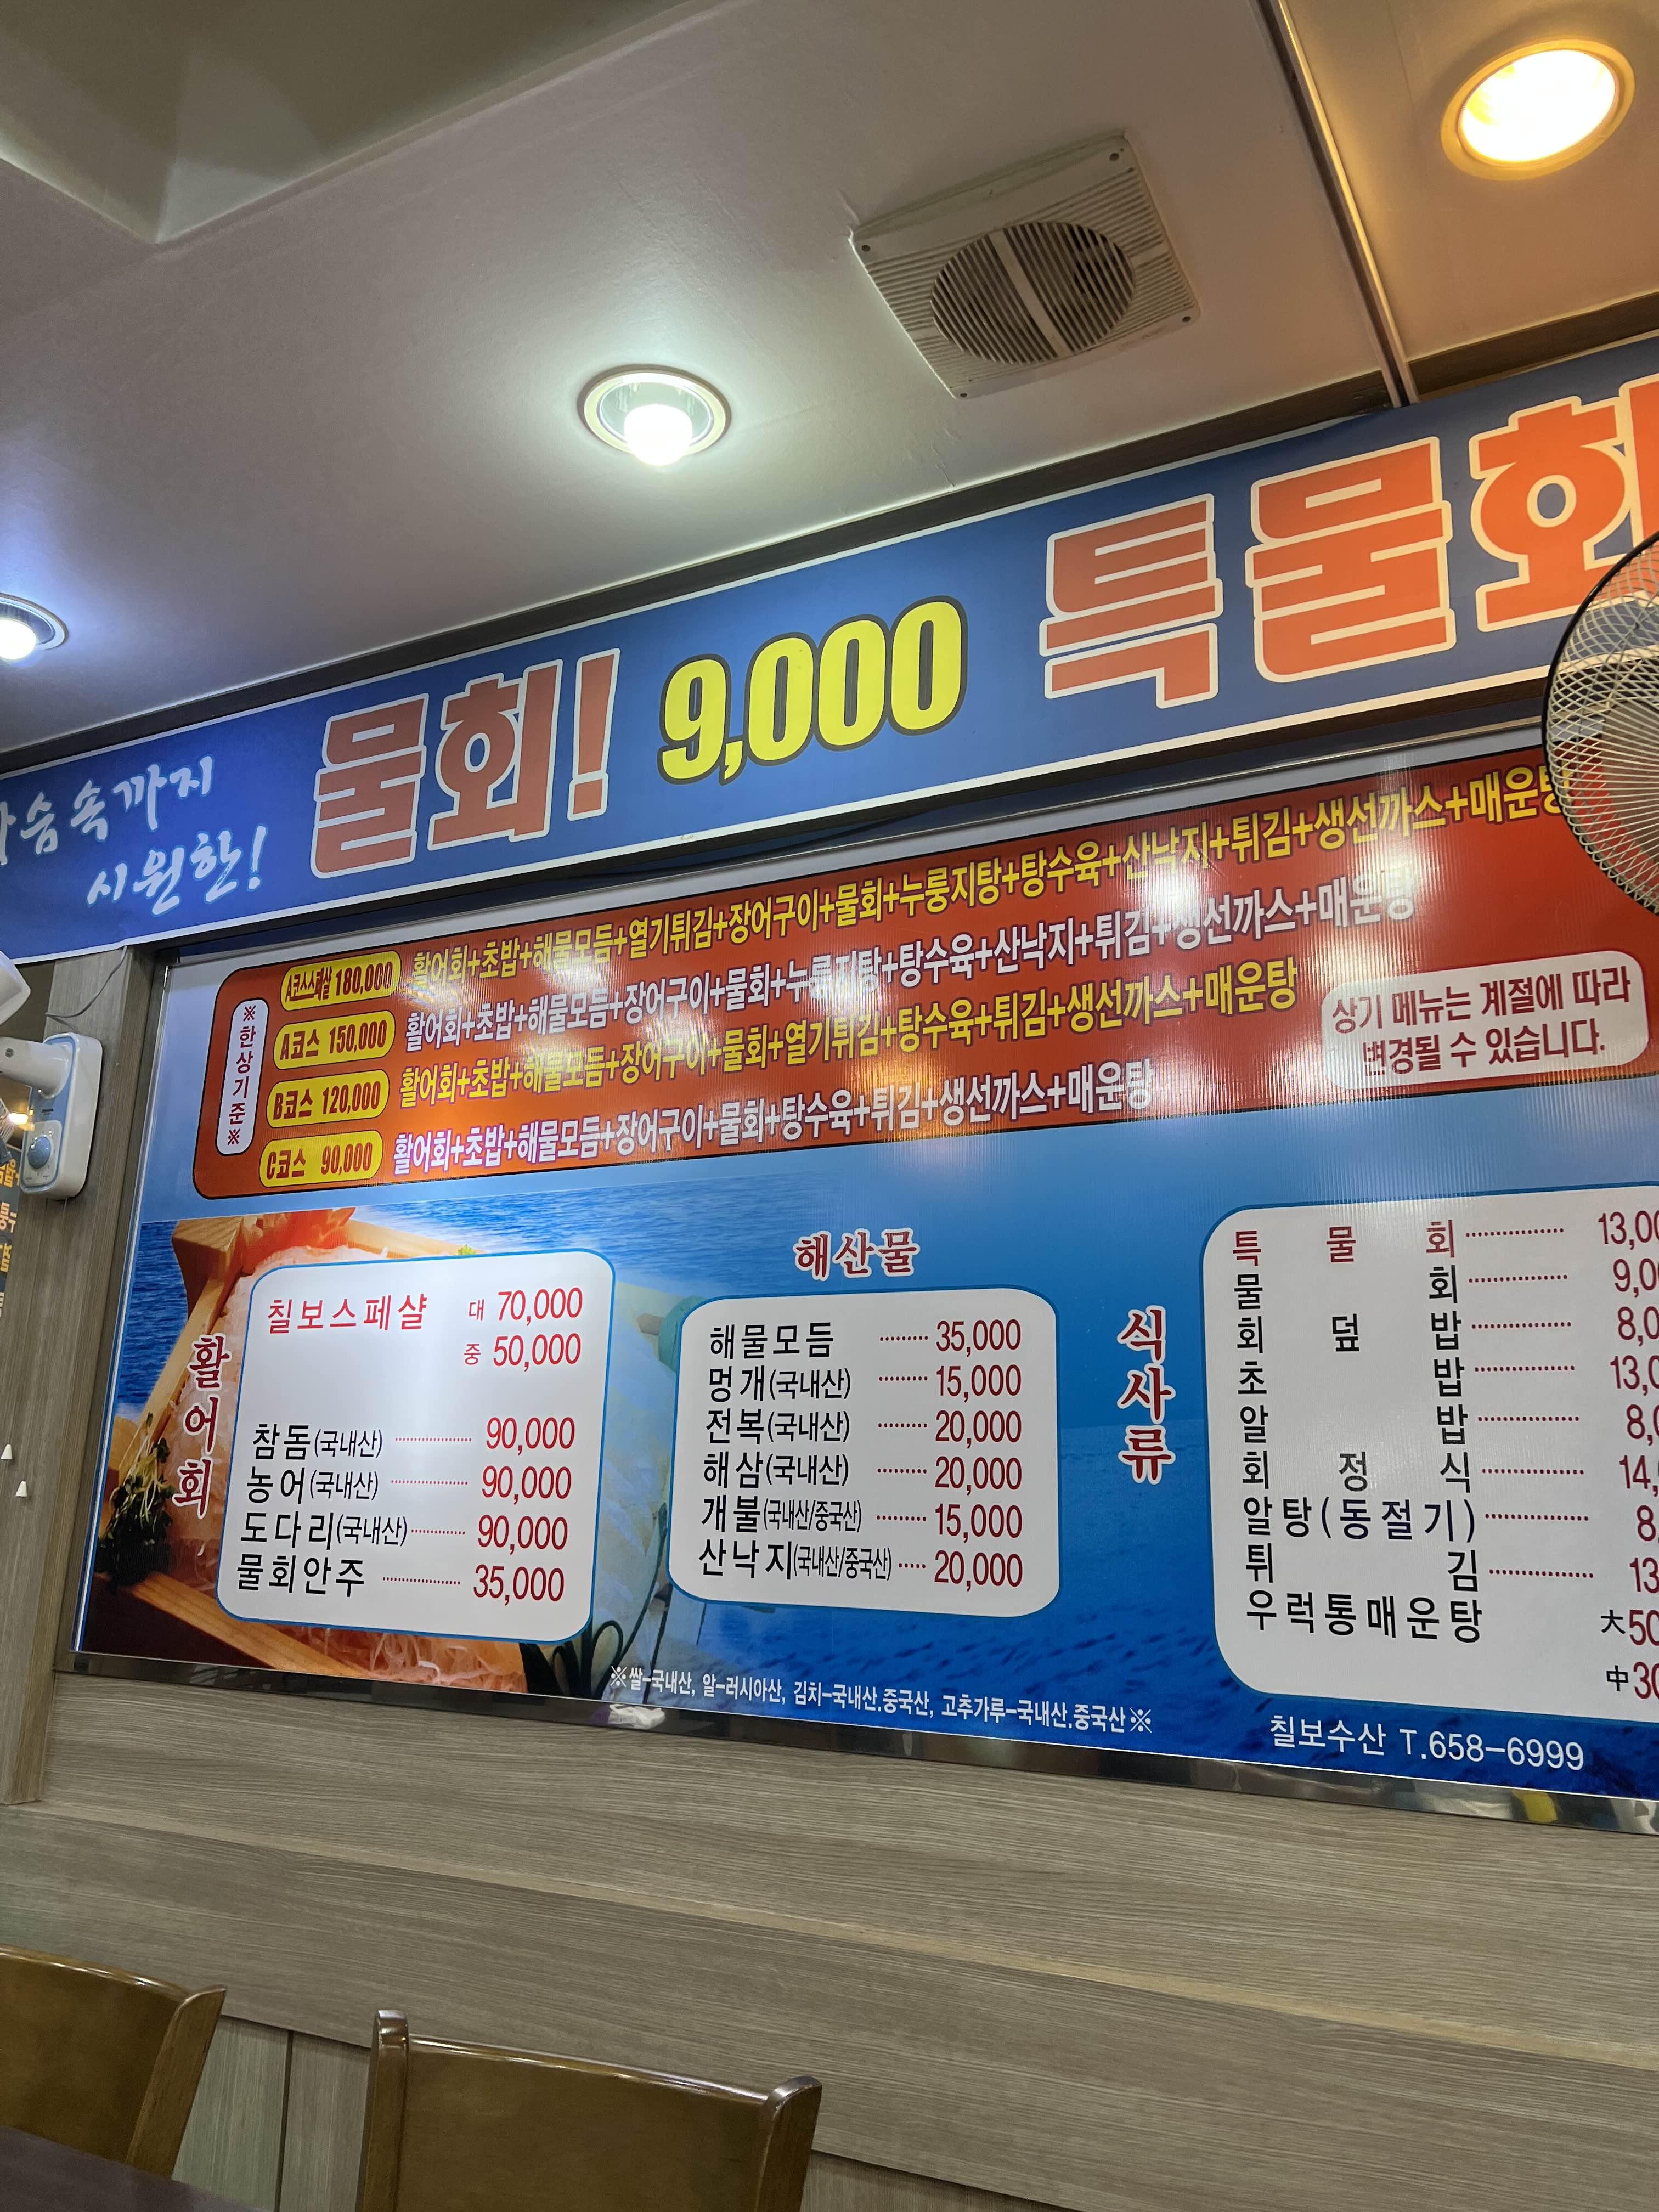 가슴속까지
시원한!
물회! 9,000 특물회
※한상기준※
A코스스페샬 180,000 활어회+초밥+해물모듬+열기튀김+장어구이+물회+누룽지탕+탕수육+산낙지+튀김+생선까스+매운탕
A코스 150,000 활어회+초밥+해물모듬+장어구이+물회+누룽지탕+탕수육+산낙지+튀김+생선까스+매운탕
B코스 120,000 활어회+초밥+해물모듬+장어구이+물회+열기튀김+탕수육+튀김+생선까스+매운탕
C코스 90,000 활어회+초밥+해물모듬+장어구이+물회+탕수육+튀김+생선까스+매운탕
상기 메뉴는 계절에 따라
변경될 수 있습니다.
활어회
칠보스페샬 대 70,000
중 50,000
참돔(국내산) 90,000
농어(국내산) 90,000
도다리(국내산) 90,000
물회안주 35,000
해산물
해물모듬 35,000
멍개(국내산) 15,000
전복(국내산) 20,000
해삼(국내산) 20,000
개불(국내산/중국산) 15,000
산낙지(국내산/중국산) 20,000
식사류
특물회 13,00
물회 9,00
회덮밥 8,0
초밥 13,0
알밥 8,0
회정식 14,
알탕(동절기) 8,
튀김 13
우럭통매운탕 大50
中30
※쌀-국내산, 알-러시아산, 김치-국내산.중국산, 고추가루-국내산.중국산※
칠보수산 T.658-6999